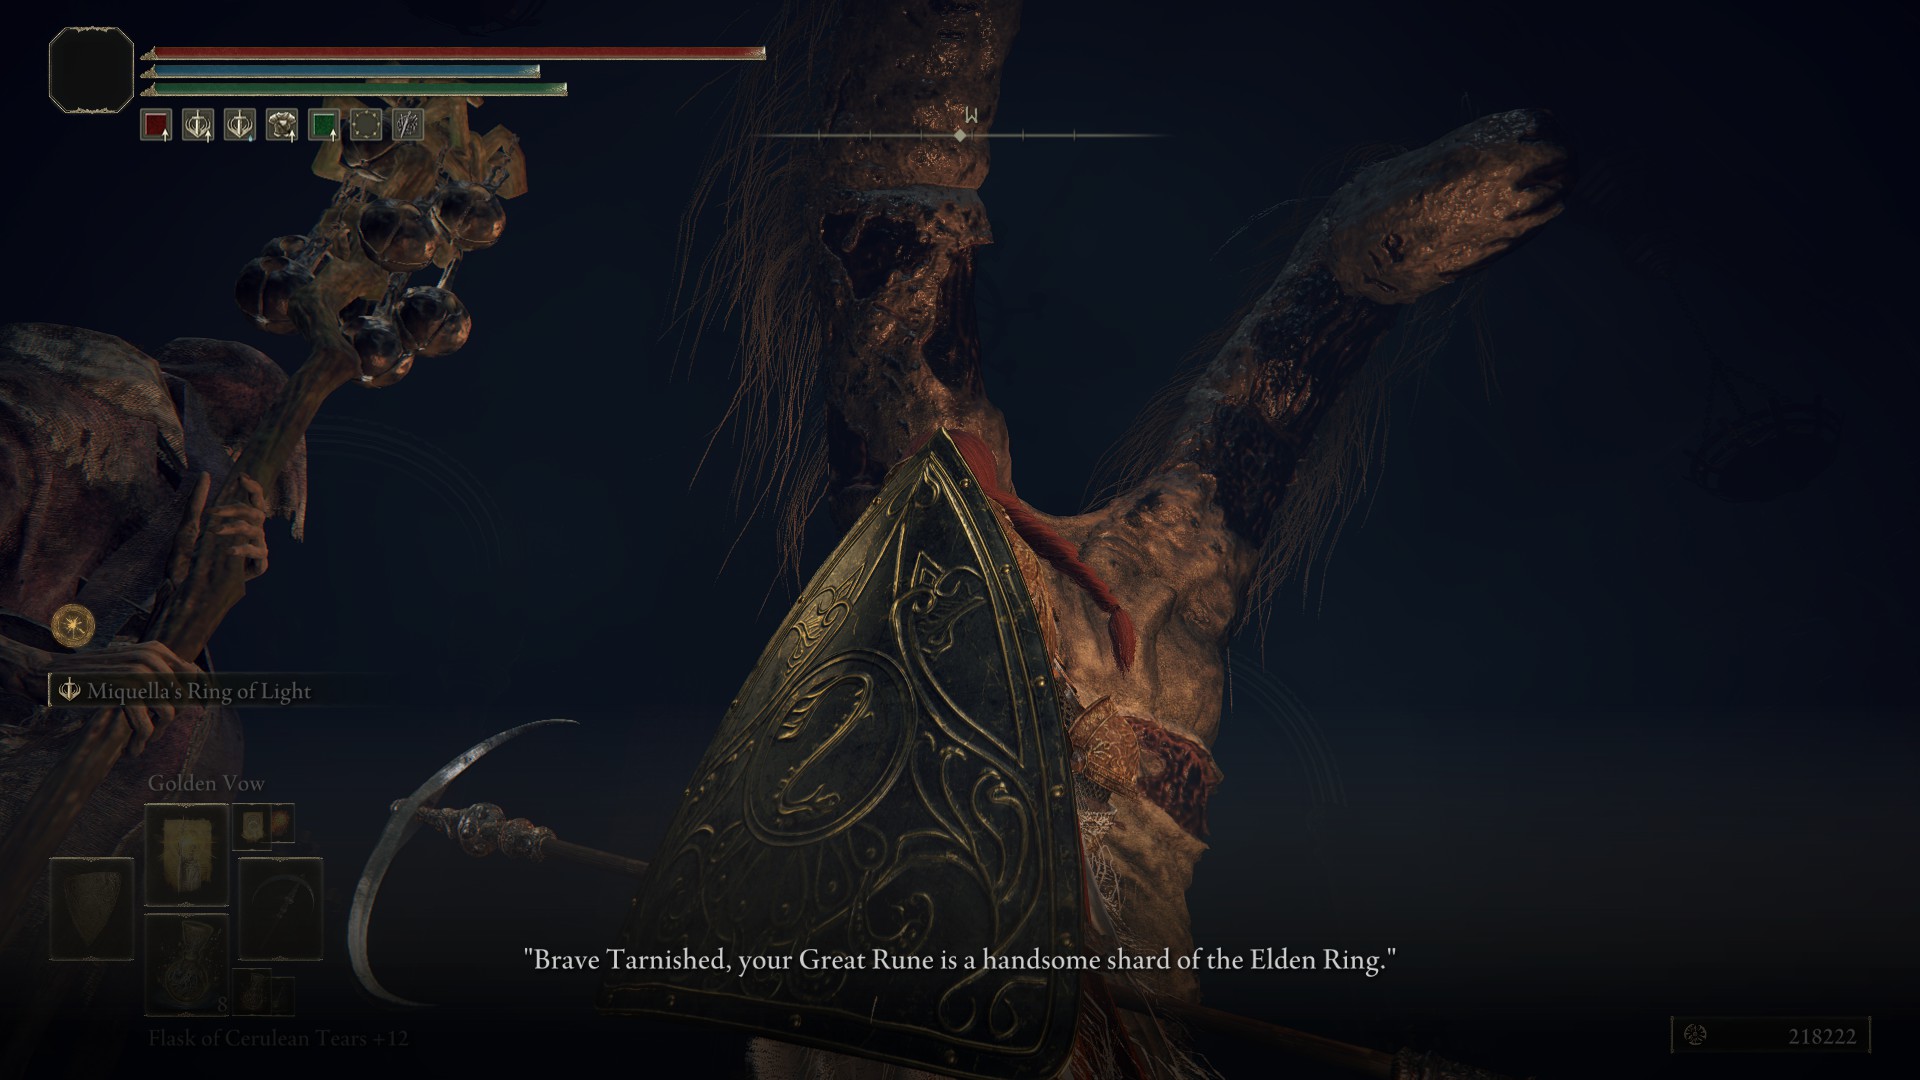 W
Miquella's Ring of Light
Golden Vow
8
"Brave Tarnished, your Great Rune is a handsome shard of the Elden Ring."
Flask of Cerulean Tears +12
218222